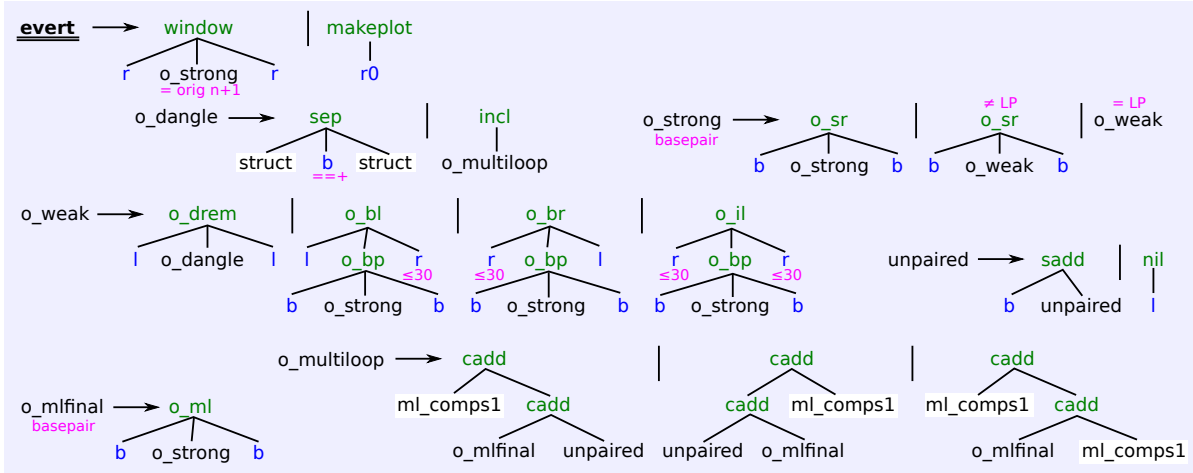 evert window | makeplot
r o_strong r r0
= orig n+1
o_dangle sep | incl
struct b struct o_multiloop
==+
o_strong o_sr | ≠ LP o_sr | = LP o_weak
basepair
b o_strong b b o_weak b
o_weak o_drem | o_bl | o_br | o_il
l o_dangle l l o_bp r r o_bp l r o_bp r
≤30 ≤30 ≤30 ≤30
b o_strong b b o_strong b b o_strong b
unpaired sadd | nil
b unpaired l
o_multiloop cadd | cadd | cadd
ml_comps1 cadd cadd ml_comps1 ml_comps1 cadd
o_mlfinal unpaired unpaired o_mlfinal o_mlfinal ml_comps1
o_mlfinal o_ml
basepair
b o_strong b